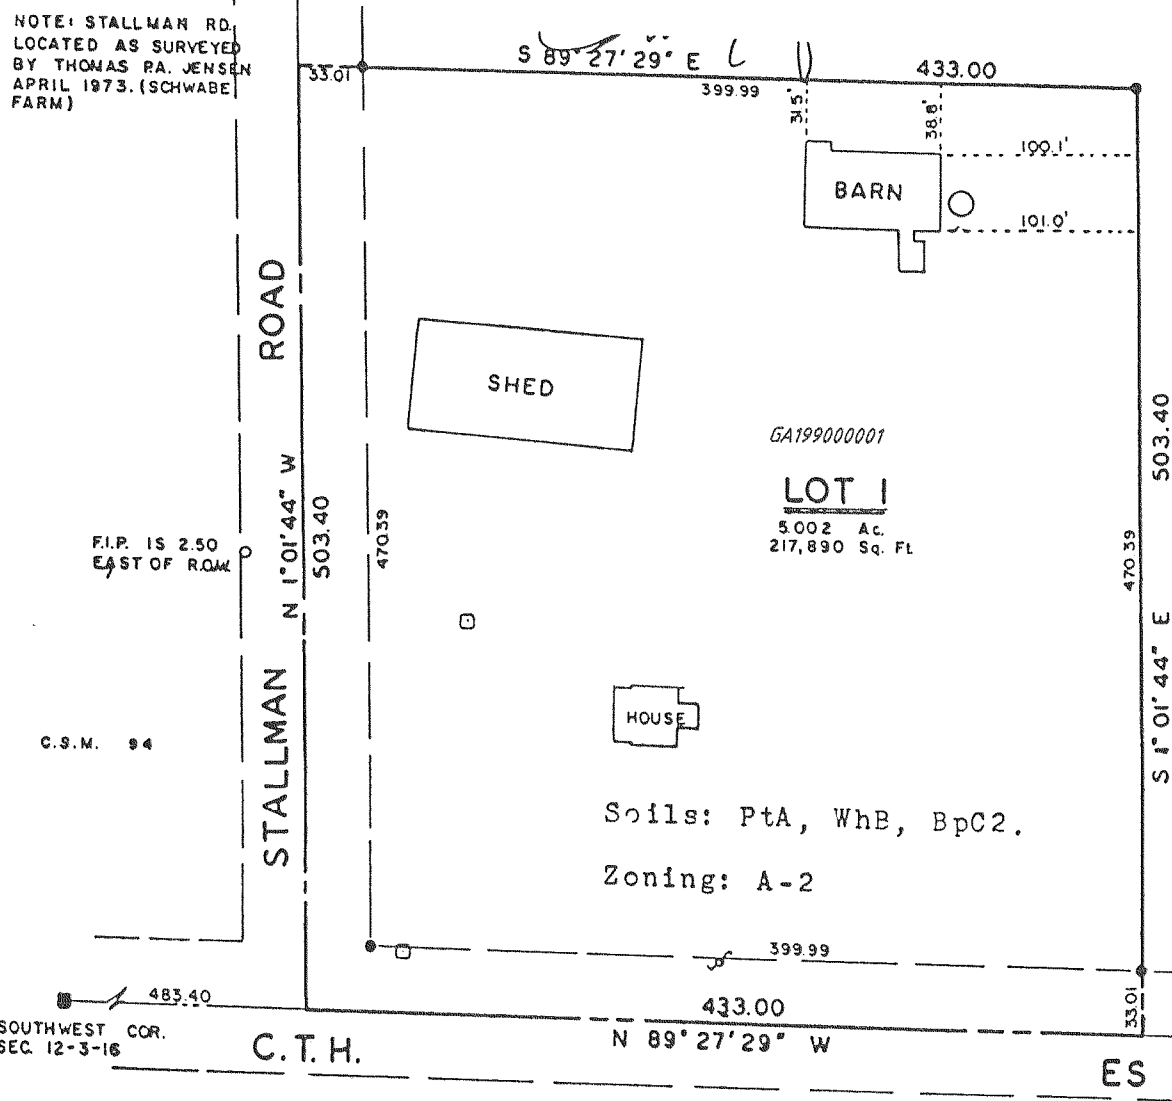 NOTE: STALLMAN RD.
LOCATED AS SURVEYED
BY THOMAS P.A. JENSEN
APRIL 1973. (SCHWABE
FARM)
S 89° 27' 29" E
33.01
399.99
433.00
31.5'
38.8'
100.1'
BARN
101.0'
SHED
STALLMAN ROAD
N 1° 01' 44" W
503.40
470.39
GA199000001
LOT 1
5.002 Ac.
217,890 Sq. Ft.
503.40
470.39
S 1° 01' 44" E
F.I.P. IS 2.50
EAST OF R.O.W.
C.S.M. 94
HOUSE
Soils: PtA, WhB, BpC2.
Zoning: A-2
399.99
33.01
483.40
433.00
N 89° 27' 29" W
SOUTHWEST COR.
SEC. 12-3-16
C.T.H.
ES